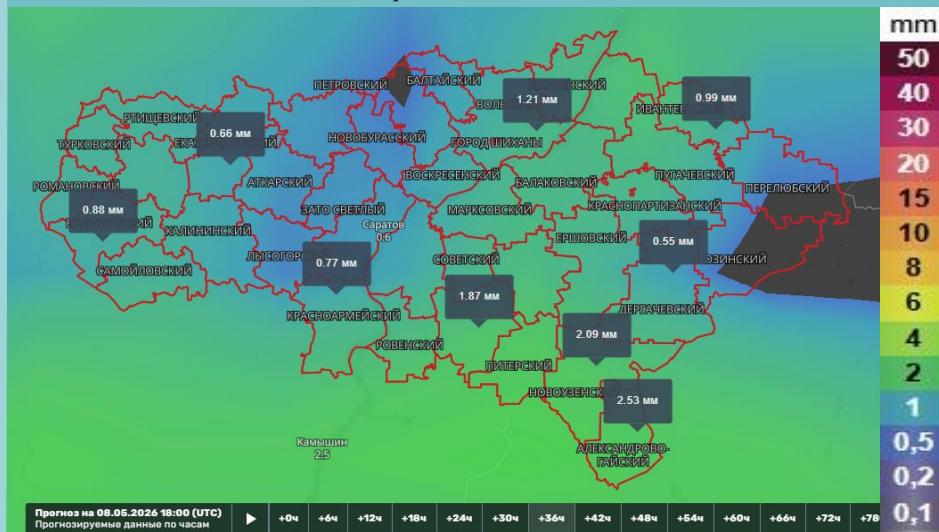 mm
50
40
30
20
15
10
8
6
4
2
1
0,5
0,2
0,1
ПЕТРОВСКИЙ
БАЛТАЙСКИЙ
1.21 мм
0.99 мм
РТИЩЕВСКИЙ
0.66 мм
ТУРКОВСКИЙ
НОВОБУРАССКИЙ
ГОРОД ШИХАНЫ
РОМАНОВСКИЙ
АТКАРСКИЙ
ВОСКРЕСЕНСКИЙ
БАЛАКОВСКИЙ
ПУГАЧЕВСКИЙ
ПЕРЕЛЮБСКИЙ
0.88 мм
ЗАТО СВЕТЛЫЙ
МАРКСОВСКИЙ
КРАСНОПАРТИЗАНСКИЙ
КАЛИНИНСКИЙ
Саратов
0.6
ЕРШОВСКИЙ
0.55 мм
САМОЙЛОВСКИЙ
0.77 мм
СОВЕТСКИЙ
1.87 мм
КРАСНОАРМЕЙСКИЙ
ДЕРГАЧЕВСКИЙ
РОВЕНСКИЙ
2.09 мм
ПИТЕРСКИЙ
2.53 мм
Камышин
2.5
АЛЕКСАНДРОВО-
ГАЙСКИЙ
Прогноз на 08.05.2026 18:00 (UTC)
Прогнозируемые данные по часам
+0ч +6ч +12ч +18ч +24ч +30ч +36ч +42ч +48ч +54ч +60ч +66ч +72ч +78